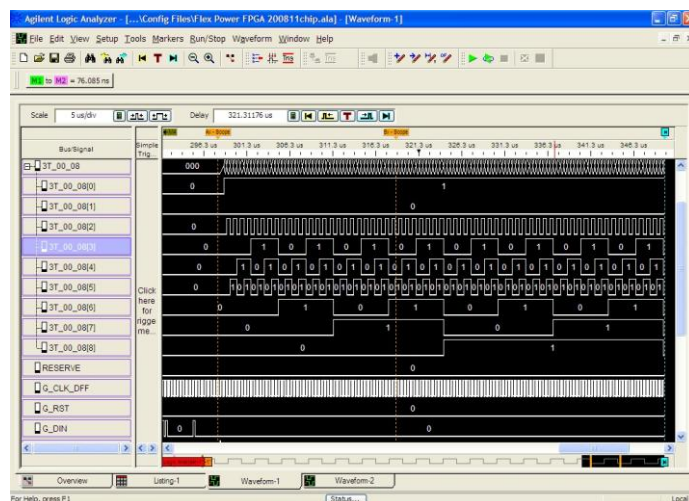 Agilent Logic Analyzer - [...\Config Files\Flex Power FPGA 200811chip.ala] - [Waveform-1]
File Edit View Setup Tools Markers Run/Stop Waveform Window Help
M1 to M2 = 76.085 ns
Scale 5 us/div Delay 321.31176 us
Bus/Signal Simple Trig... 296.3 us 301.3 us 306.3 us 311.3 us 316.3 us 321.3 us 326.3 us 331.3 us 336.3 us 341.3 us 346.3 us
3T_00_08 000
3T_00_08[0] 0 1
3T_00_08[1] 0
3T_00_08[2] 0
3T_00_08[3] 0 1 0 1 0 1 0 1 0 1 0 1 0 1 0 1
3T_00_08[4] 0 1 0 1 0 1 0 1 0 1 0 1 0 1 0 1 0 1 0 1 0 1 0 1 0 1 0 1 0 1
3T_00_08[5] 0
Click here for
3T_00_08[6] 0 1 0 1 0 1 0 1
3T_00_08[7] 0 1 0 1
3T_00_08[8] 0 1
RESERVE 0
G_CLK_DFF
G_RST 0
G_DIN 0 0
Overview Listing-1 Waveform-1 Waveform-2
For Help, press F1 Status... Local